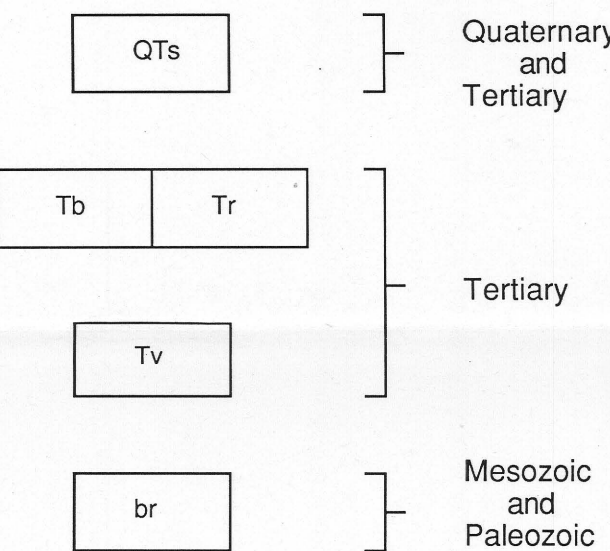 QTs
Quaternary
and
Tertiary
Tb Tr
Tertiary
Tv
br
Mesozoic
and
Paleozoic